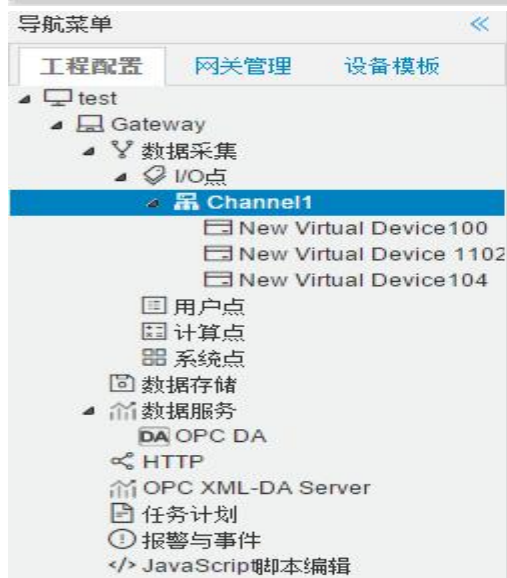 导航菜单
工程配置 网关管理 设备模板
test
Gateway
数据采集
I/O点
Channel1
New Virtual Device100
New Virtual Device 1102
New Virtual Device104
用户点
计算点
系统点
数据存储
数据服务
DA OPC DA
HTTP
OPC XML-DA Server
任务计划
报警与事件
JavaScript脚本编辑